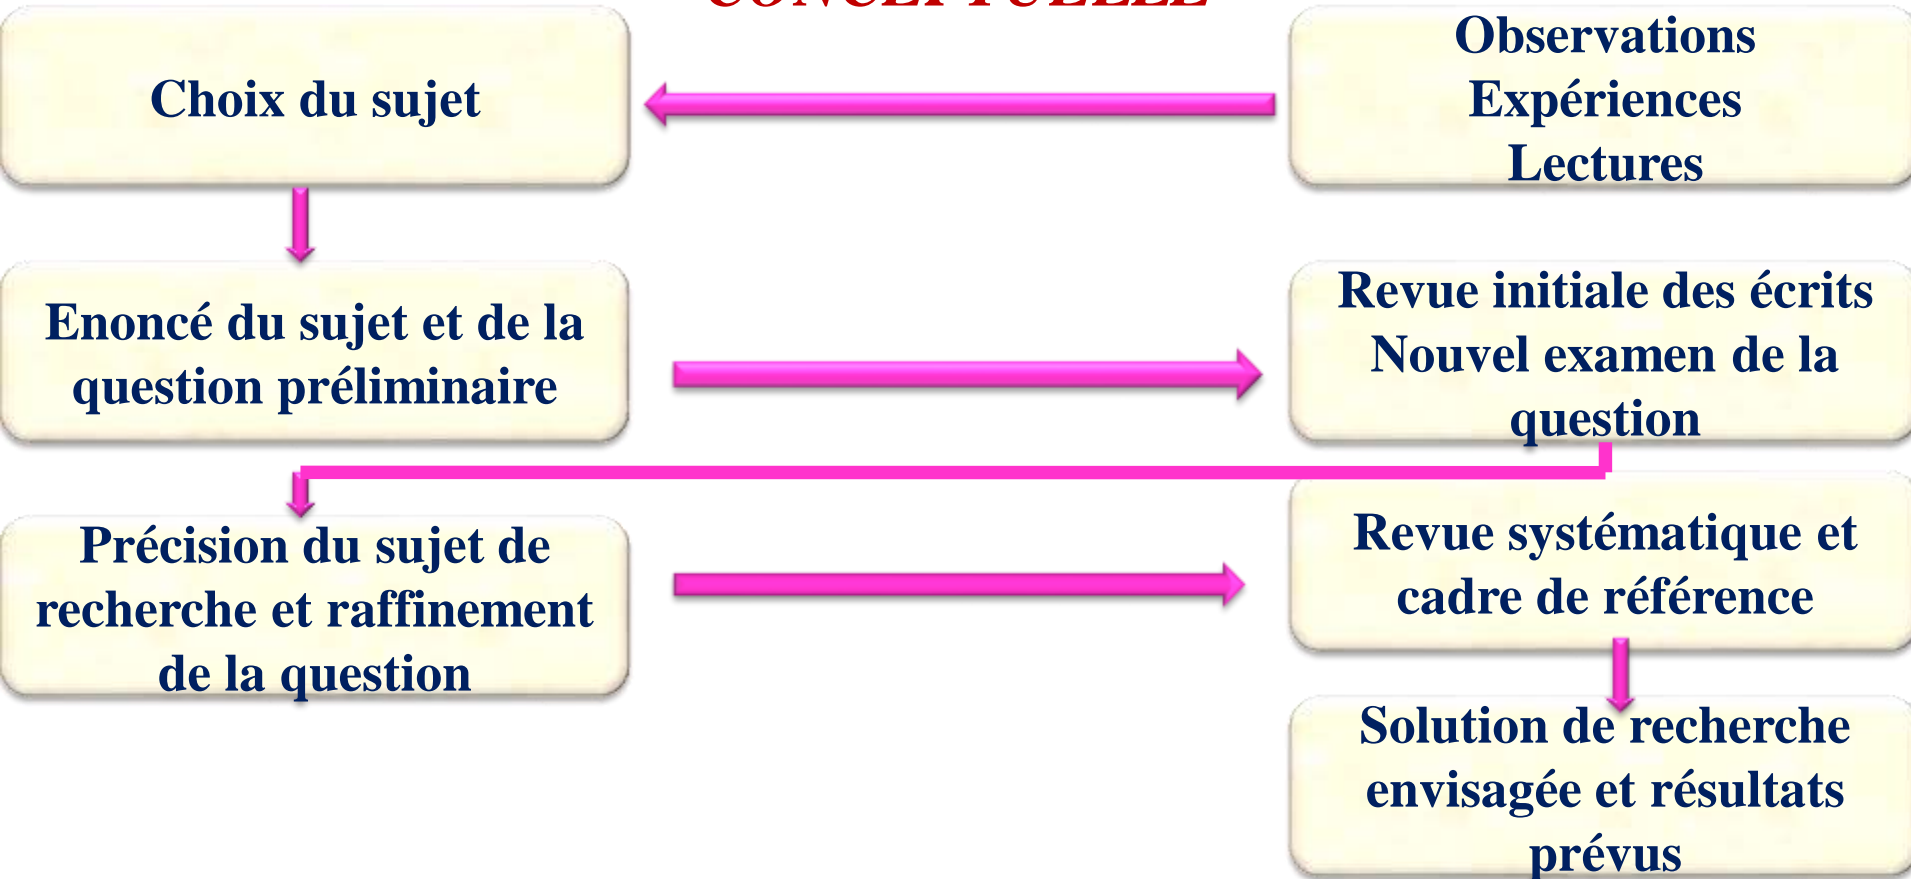 CONCEPTUELLE
Choix du sujet
Observations
Expériences
Lectures
Enoncé du sujet et de la
question préliminaire
Revue initiale des écrits
Nouvel examen de la
question
Précision du sujet de
recherche et raffinement
de la question
Revue systématique et
cadre de référence
Solution de recherche
envisagée et résultats
prévus